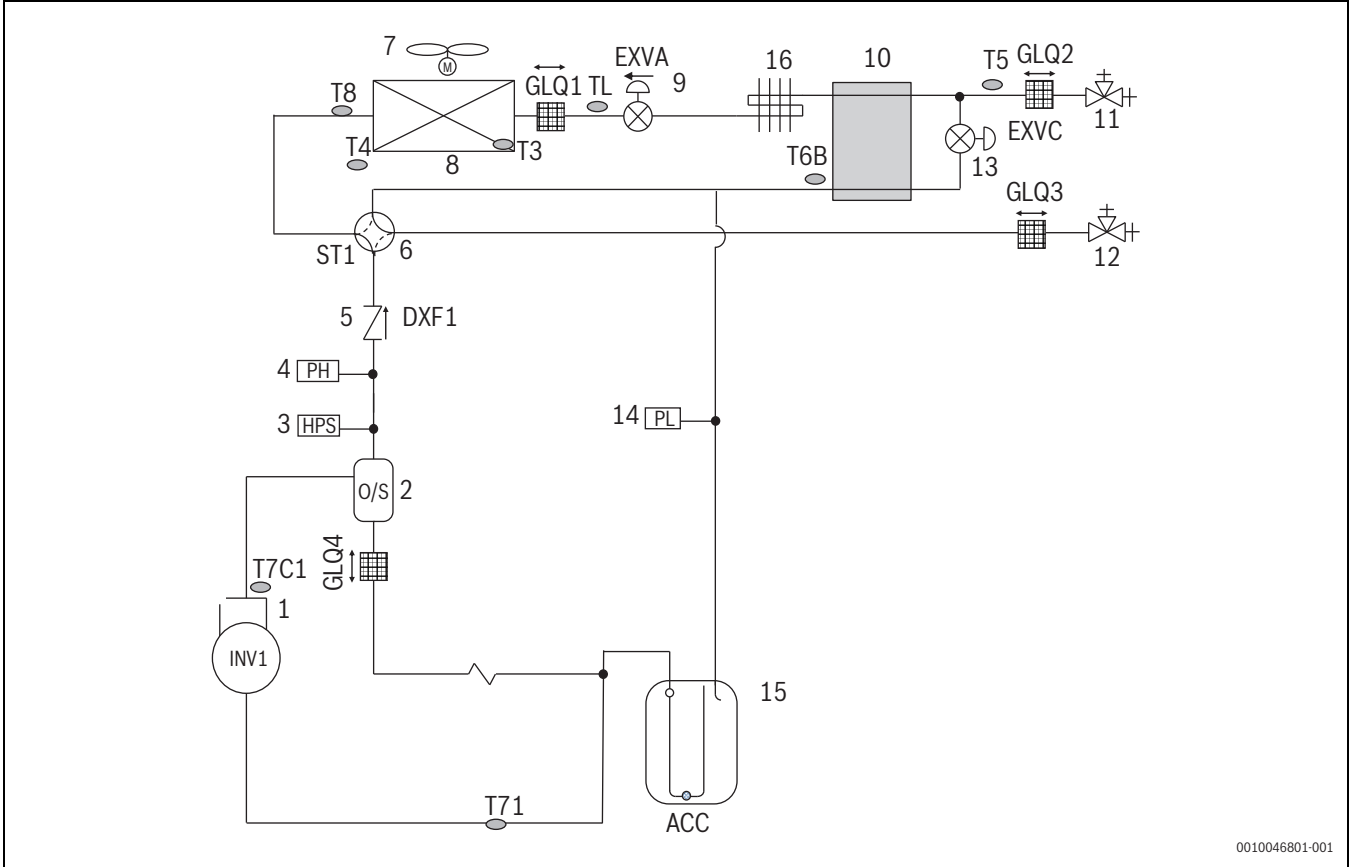 7
M
EXVA
16
10
T5
GLQ2
T8
GLQ1
TL
9
EXVC
11
T4
8
T3
T6B
13
GLQ3
ST1
6
12
5
DXF1
4
PH
3
HPS
14
PL
O/S
2
GLQ4
T7C1
1
INV1
15
T71
ACC
0010046801-001